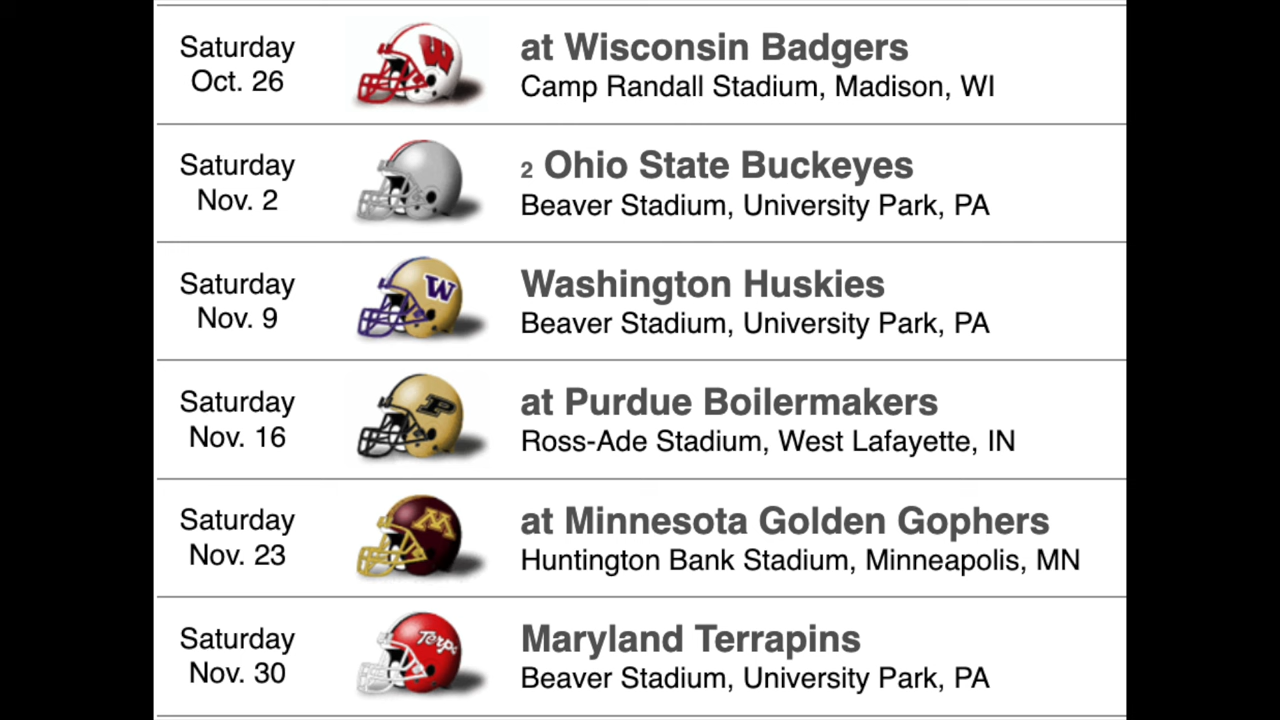 Saturday
Oct. 26
W
at Wisconsin Badgers
Camp Randall Stadium, Madison, WI
Saturday
Nov. 2
2 Ohio State Buckeyes
Beaver Stadium, University Park, PA
Saturday
Nov. 9
W
Washington Huskies
Beaver Stadium, University Park, PA
Saturday
Nov. 16
P
at Purdue Boilermakers
Ross-Ade Stadium, West Lafayette, IN
Saturday
Nov. 23
M
at Minnesota Golden Gophers
Huntington Bank Stadium, Minneapolis, MN
Saturday
Nov. 30
Terps
Maryland Terrapins
Beaver Stadium, University Park, PA